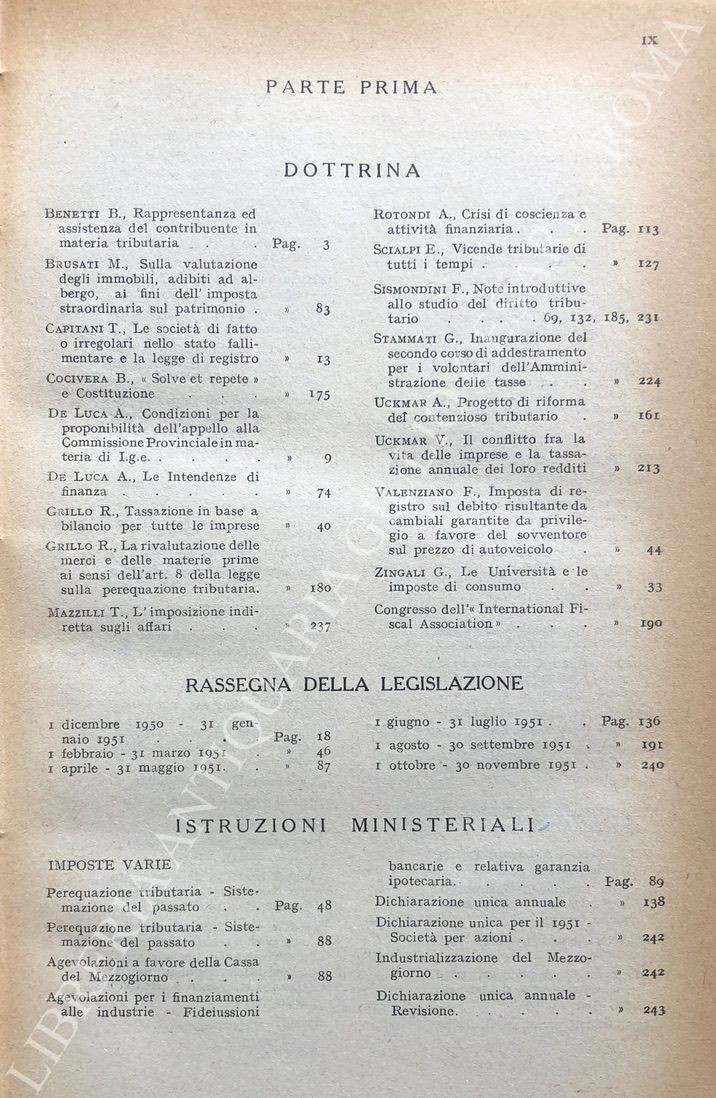 IX
PARTE PRIMA
DOTTRINA
BENETTI B., Rappresentanza ed
assistenza del contribuente in
materia tributaria . . . Pag. 3
BRUSATI M., Sulla valutazione
degli immobili, adibiti ad al-
bergo, ai fini dell' imposta
straordinaria sul patrimonio . » 83
CAPITANI T., Le società di fatto
o irregolari nello stato falli-
mentare e la legge di registro » 13
COCIVERA B., « Solve et repete »
e Costituzione . . . » 175
DE LUCA A., Condizioni per la
proponibilità dell'appello alla
Commissione Provinciale in ma-
teria di I.g.e. . . . . » 9
DE LUCA A., Le Intendenze di
finanza . . . . . » 74
GRILLO R., Tassazione in base a
bilancio per tutte le imprese » 40
GRILLO R., La rivalutazione delle
merci e delle materie prime
ai sensi dell'art. 8 della legge
sulla perequazione tributaria. » 180
MAZZILLI T., L' imposizione indi-
retta sugli affari . . . » 237
ROTONDI A., Crisi di coscienza e
attività finanziaria . . . Pag. 113
SCIALPI E., Vicende tributarie di
tutti i tempi . . . . » 127
SISMONDINI F., Note introduttive
allo studio del diritto tribu-
tario . . . . 69, 132, 185, 231
STAMMATI G., Inaugurazione del
secondo corso di addestramento
per i volontari dell'Ammini-
strazione delle tasse . . . » 224
UCKMAR A., Progetto di riforma
del contenzioso tributario . » 161
UCKMAR V., Il conflitto fra la
vita delle imprese e la tassa-
zione annuale dei loro redditi » 213
VALENZIANO F., Imposta di re-
gistro sul debito risultante da
cambiali garantite da privile-
gio a favore del sovventore
sul prezzo di autoveicolo . » 44
ZINGALI G., Le Università e le
imposte di consumo . . » 33
Congresso dell'« International Fi-
scal Association » . . . » 190
RASSEGNA DELLA LEGISLAZIONE
1 dicembre 1950 - 31 gen-
naio 1951 . . . Pag. 18
1 febbraio - 31 marzo 1951 . » 46
1 aprile - 31 maggio 1951. . » 87
1 giugno - 31 luglio 1951 . . Pag. 136
1 agosto - 30 settembre 1951 . » 191
1 ottobre - 30 novembre 1951 . » 240
ISTRUZIONI MINISTERIALI
IMPOSTE VARIE
Perequazione tributaria - Siste-
mazione del passato . . Pag. 48
Perequazione tributaria - Siste-
mazione del passato . . » 88
Agevolazioni a favore della Cassa
del Mezzogiorno . . . » 88
Agevolazioni per i finanziamenti
alle industrie - Fideiussioni
bancarie e relativa garanzia
ipotecaria. . . . . Pag. 89
Dichiarazione unica annuale . » 138
Dichiarazione unica per il 1951 -
Società per azioni . . . » 242
Industrializzazione del Mezzo-
giorno . . . . . » 242
Dichiarazione unica annuale -
Revisione. . . . . » 243